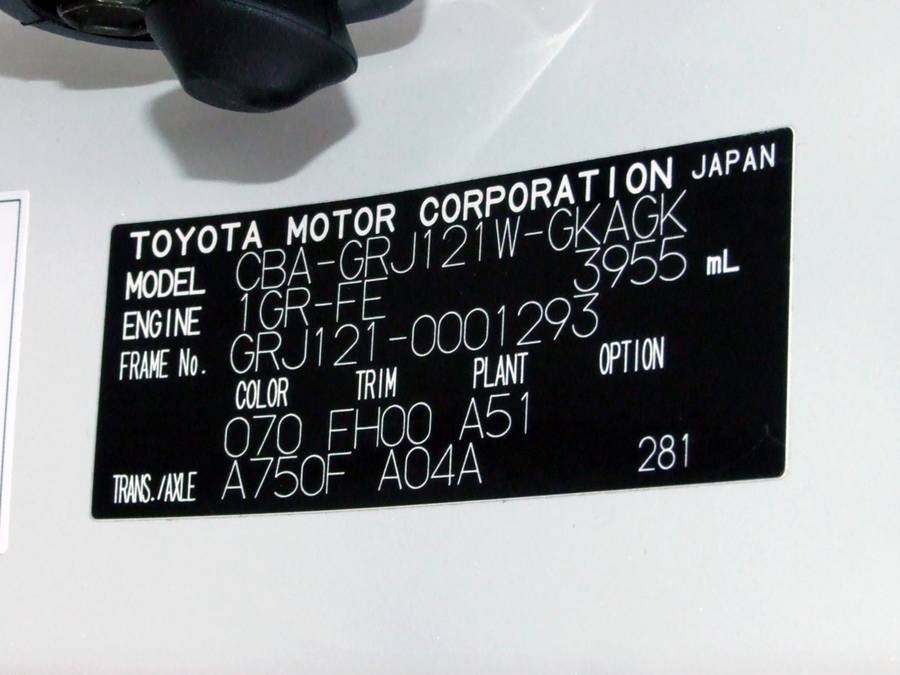 TOYOTA MOTOR CORPORATION JAPAN
MODEL CBA-GRJ121W-GKAGK
ENGINE 1GR-FE 3955 mL
FRAME No. GRJ121-0001293
COLOR TRIM PLANT OPTION
070 FH00 A51
TRANS./AXLE A750F A04A 281